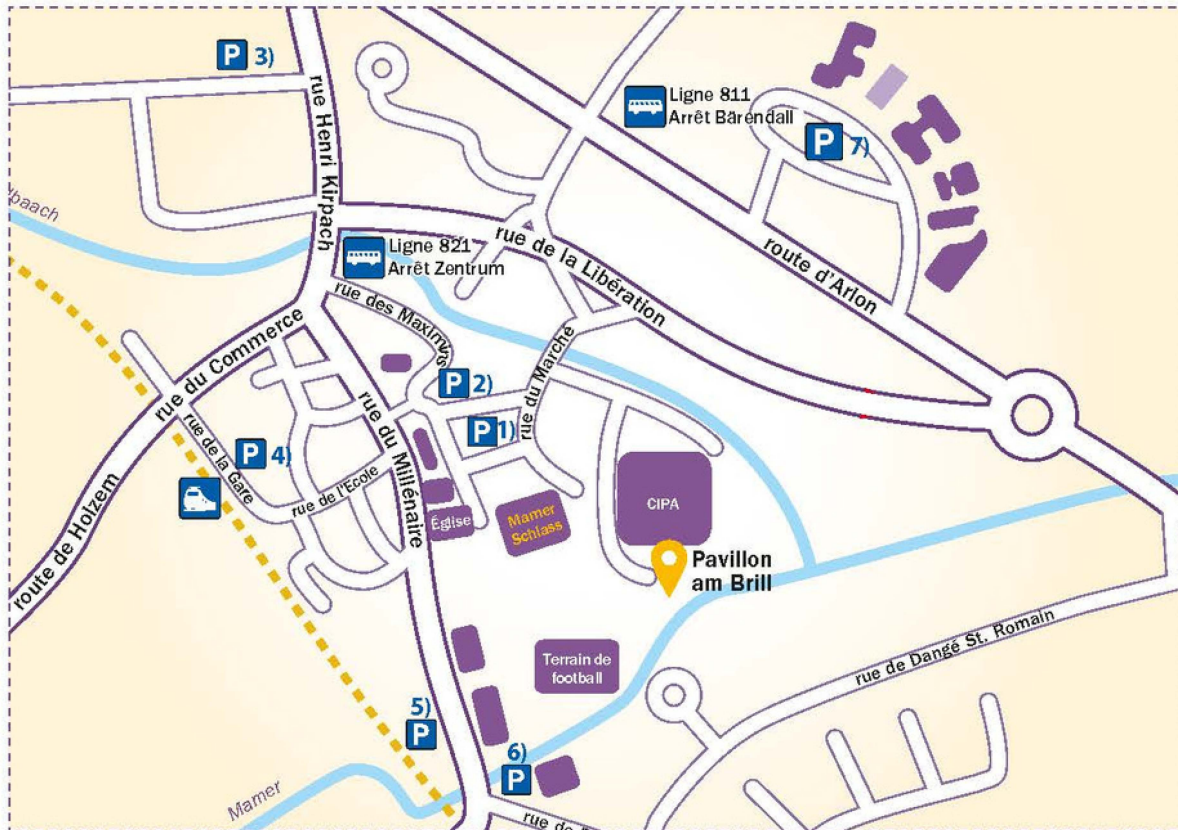 P 3)
rue Henri Kirpach
Ligne 811
Arrêt Bärendall
P 7)
Ligne 821
Arrêt Zentrum
rue de la Libération
route d'Arlon
rue des Maximins
rue du Commerce
rue du Marché
P 2)
P 1)
rue du Millénaire
rue de la Gare
P 4)
rue de l'Ecole
route de Holzem
Église
Mamer
Schlass
CIPA
Pavillon
am Brill
Terrain de
football
rue de Dangé St. Romain
5)
P
6)
P
Mamer